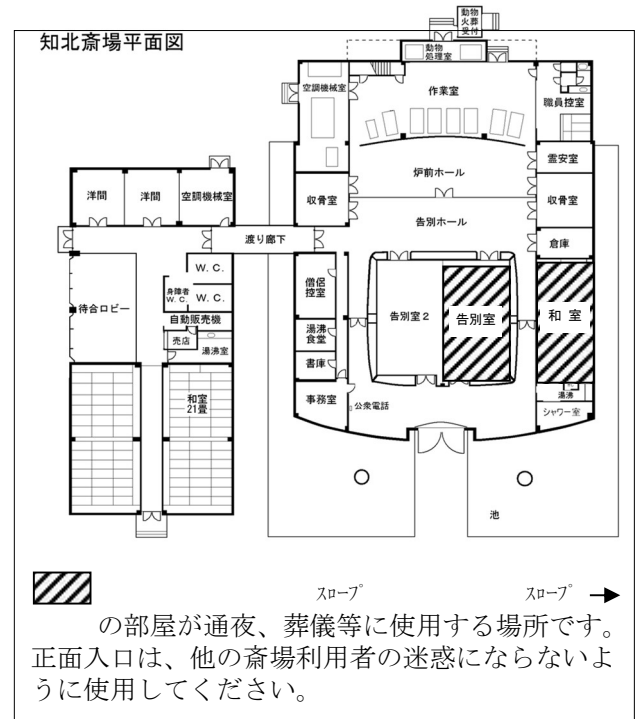 動物
火葬
受付
知北斎場平面図
動物
処理室
空調機械室
作業室
職員控室
霊安室
炉前ホール
洋間
洋間
空調機械室
収骨室
収骨室
告別ホール
渡り廊下
倉庫
W.C.
僧侶
控室
身障者
W.C.
W.C.
待合ロビー
告別室2
告別室
和室
自動販売機
湯沸
食堂
売店
湯沸室
書庫
和室
21畳
事務室
公衆電話
湯沸
シャワー室
池
スロープ
スロープ
の部屋が通夜、葬儀等に使用する場所です。
正面入口は、他の斎場利用者の迷惑にならないよ
うに使用してください。